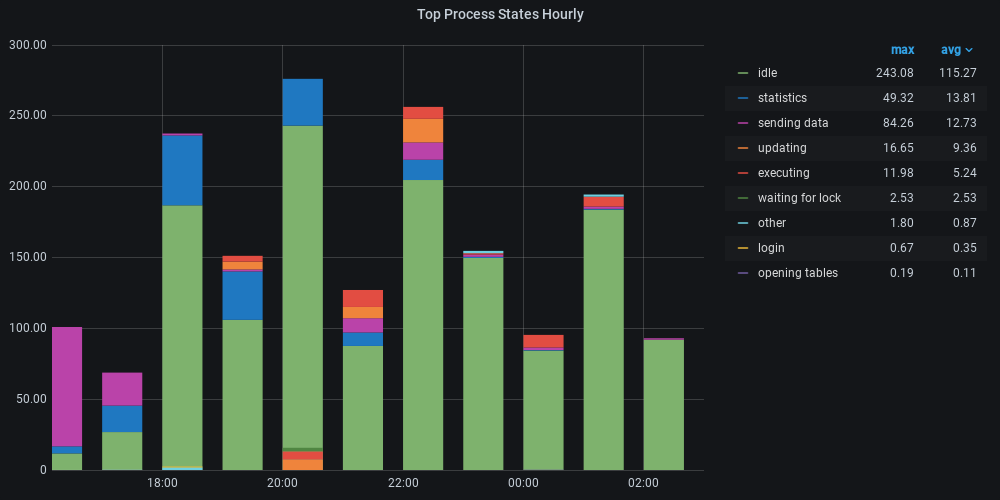 Top Process States Hourly
300.00
250.00
200.00
150.00
100.00
50.00
0
18:00 20:00 22:00 00:00 02:00
max avg
idle 243.08 115.27
statistics 49.32 13.81
sending data 84.26 12.73
updating 16.65 9.36
executing 11.98 5.24
waiting for lock 2.53 2.53
other 1.80 0.87
login 0.67 0.35
opening tables 0.19 0.11